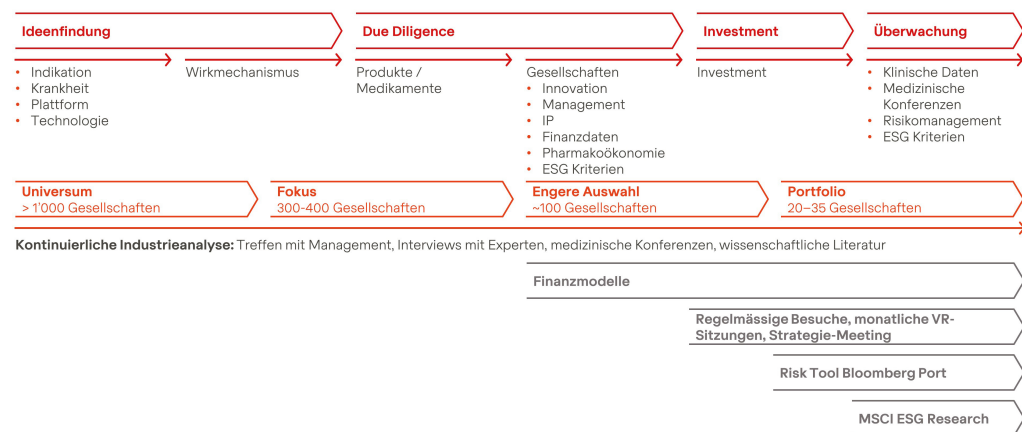 Ideenfindung
Due Diligence
Investment
Überwachung
• Indikation
• Krankheit
• Plattform
• Technologie
Wirkmechanismus
Produkte /
Medikamente
Gesellschaften
• Innovation
• Management
• IP
• Finanzdaten
• Pharmakoökonomie
• ESG Kriterien
Investment
• Klinische Daten
• Medizinische
Konferenzen
• Risikomanagement
• ESG Kriterien
Universum
> 1’000 Gesellschaften
Fokus
300-400 Gesellschaften
Engere Auswahl
~100 Gesellschaften
Portfolio
20–35 Gesellschaften
Kontinuierliche Industrieanalyse: Treffen mit Management, Interviews mit Experten, medizinische Konferenzen, wissenschaftliche Literatur
Finanzmodelle
Regelmässige Besuche, monatliche VR-
Sitzungen, Strategie-Meeting
Risk Tool Bloomberg Port
MSCI ESG Research